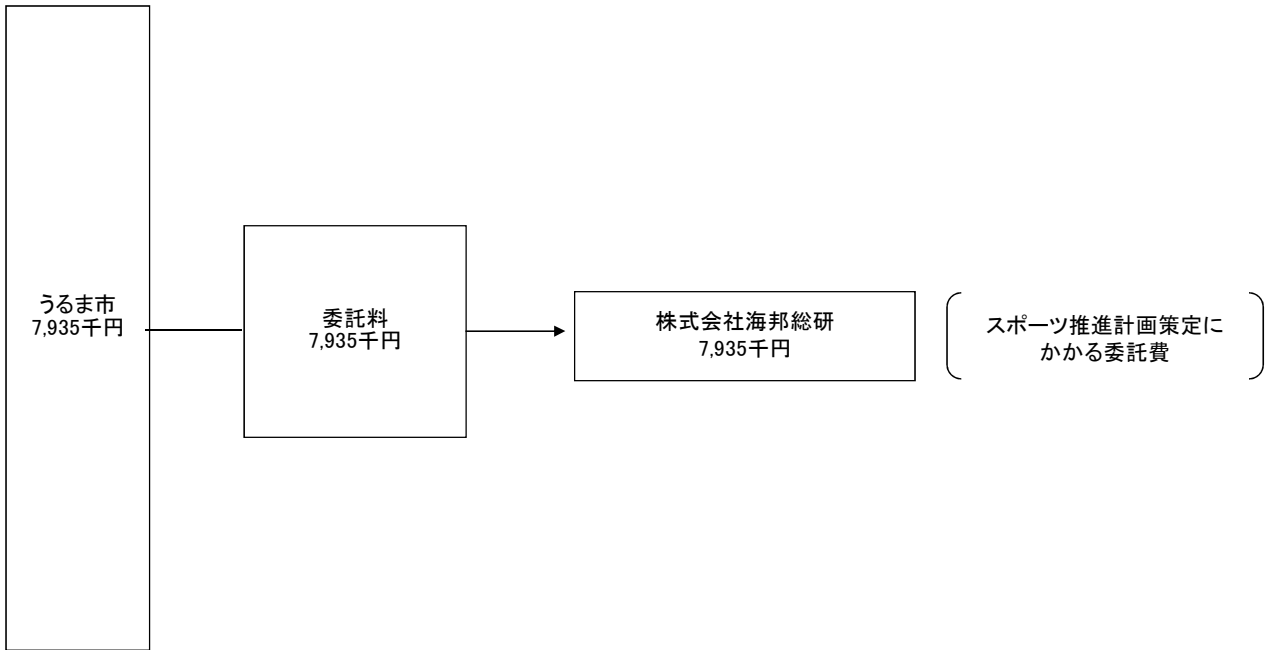 うるま市
7,935千円
委託料
7,935千円
株式会社海邦総研
7,935千円
スポーツ推進計画策定に
かかる委託費